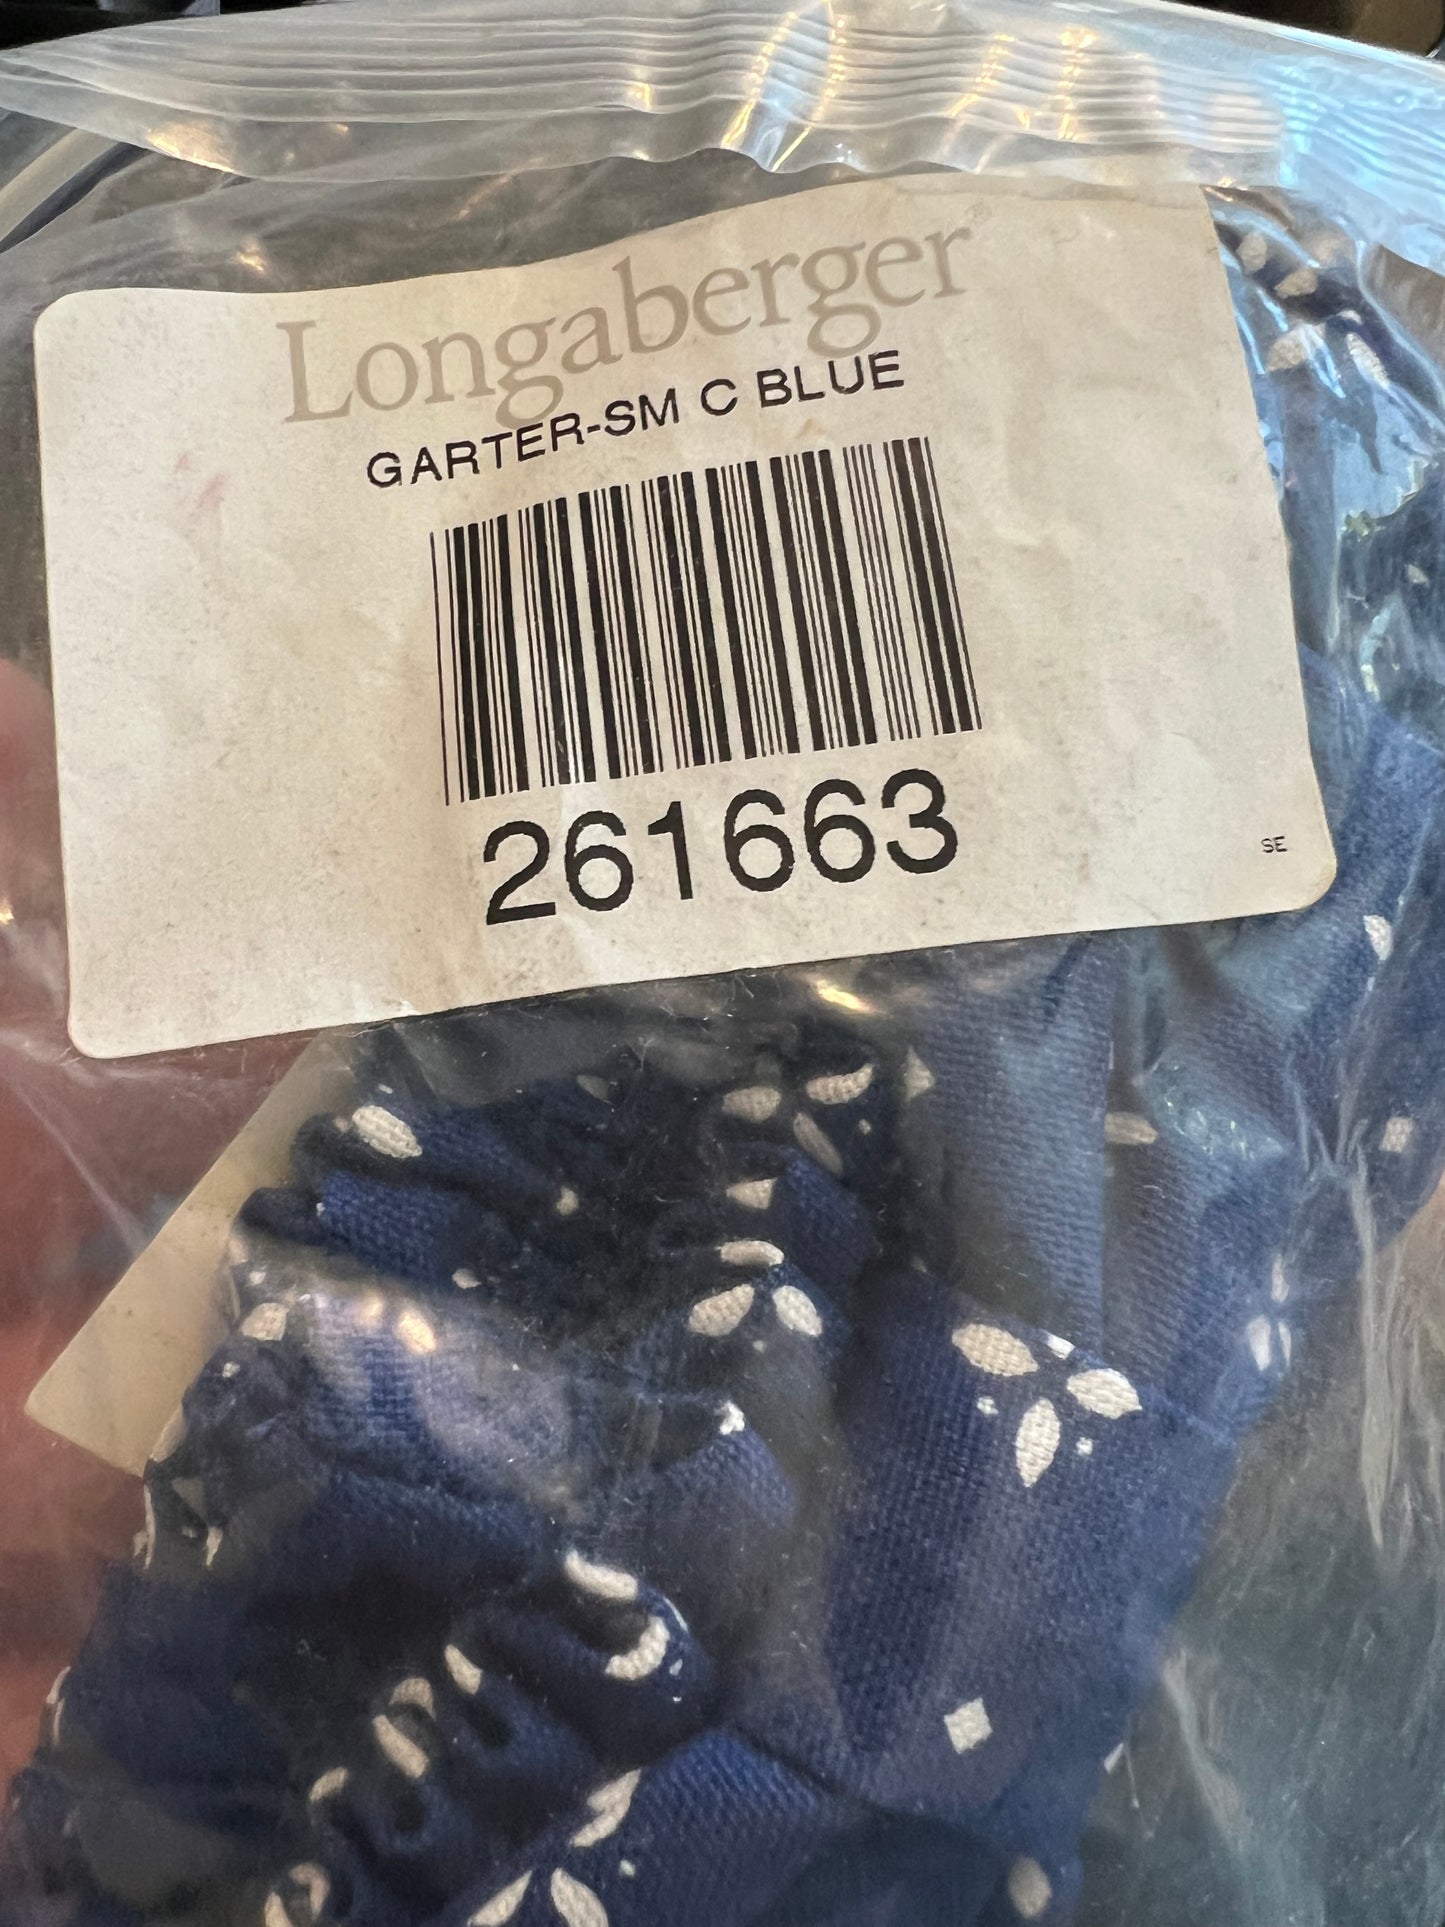 Longaberger®
GARTER-SM C BLUE
261663
SE